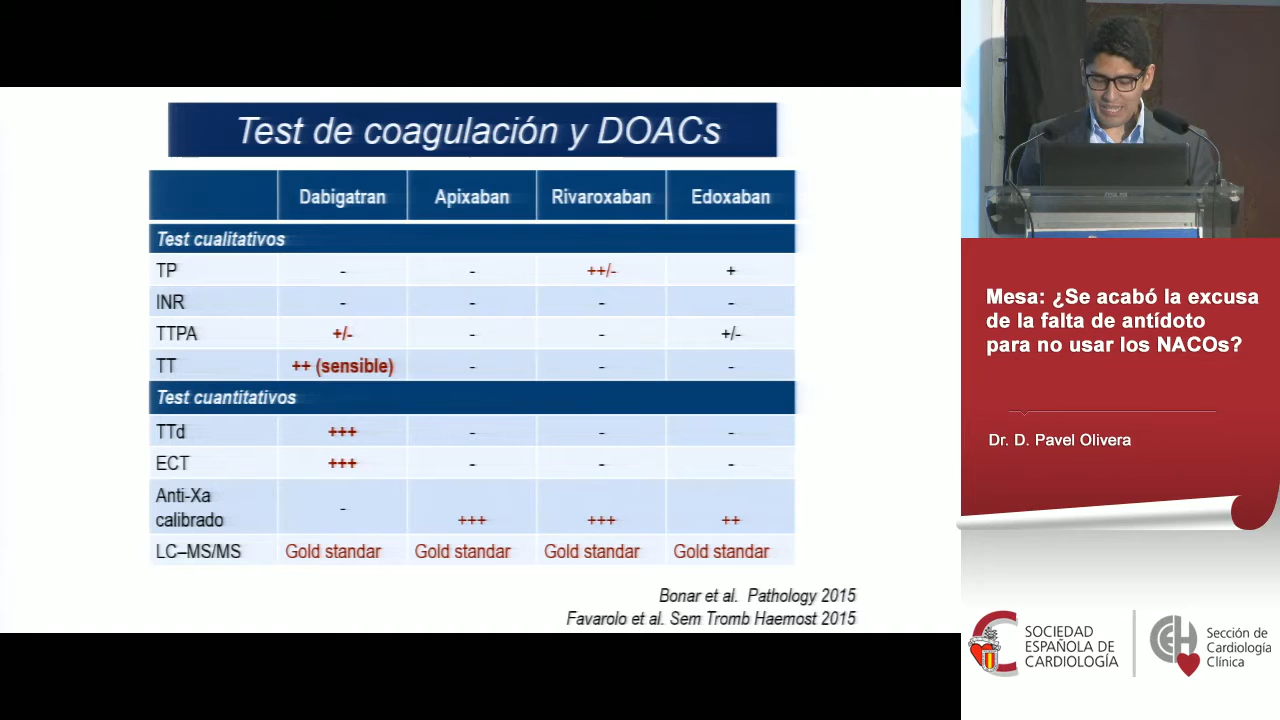 Test de coagulación y DOACs
Dabigatran Apixaban Rivaroxaban Edoxaban
Test cualitativos
TP - - ++/- +
INR - - - -
TTPA +/- - - +/-
TT ++ (sensible) - - -
Test cuantitativos
TTd +++ - - -
ECT +++ - - -
Anti-Xa
calibrado - +++ +++ ++
LC–MS/MS Gold standar Gold standar Gold standar Gold standar
Bonar et al. Pathology 2015
Favarolo et al. Sem Tromb Haemost 2015
Mesa: ¿Se acabó la excusa
de la falta de antídoto
para no usar los NACOs?
Dr. D. Pavel Olivera
SOCIEDAD
ESPAÑOLA DE
CARDIOLOGÍA
Sección de
Cardiología
Clínica